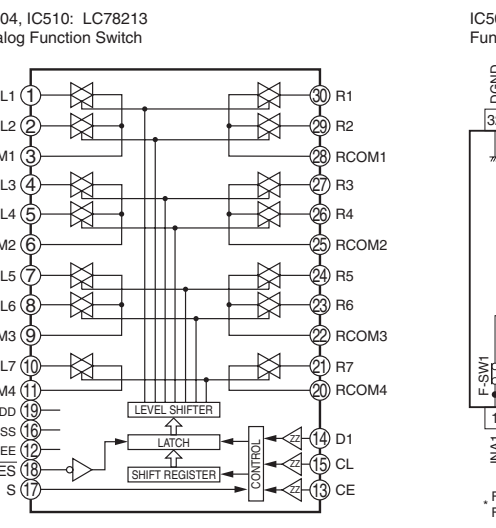 04, IC510: LC78213
alog Function Switch
L1 1 30 R1
L2 2 29 R2
M1 3 28 RCOM1
L3 4 27 R3
L4 5 26 R4
M2 6 25 RCOM2
L5 7 24 R5
L6 8 23 R6
M3 9 22 RCOM3
L7 10 21 R7
M4 11 20 RCOM4
DD 19 LEVEL SHIFTER
SS 16 LATCH CONTROL ZZ 14 D1
EE 12
ES 18 SHIFT REGISTER ZZ 15 CL
S 17 ZZ 13 CE
IC50
Fun
DGND
32
F-SW1
1
INA1
* F